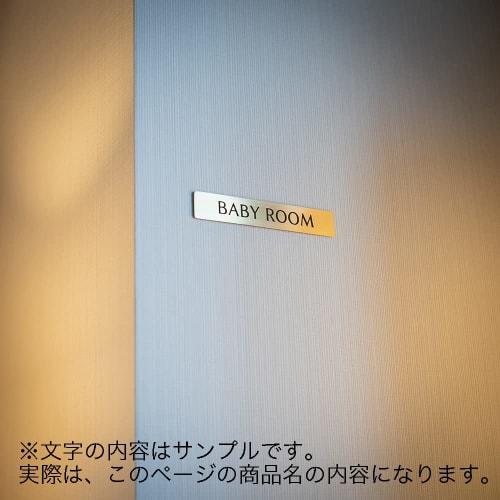 BABY ROOM
※文字の内容はサンプルです。
実際は、このページの商品名の内容になります。